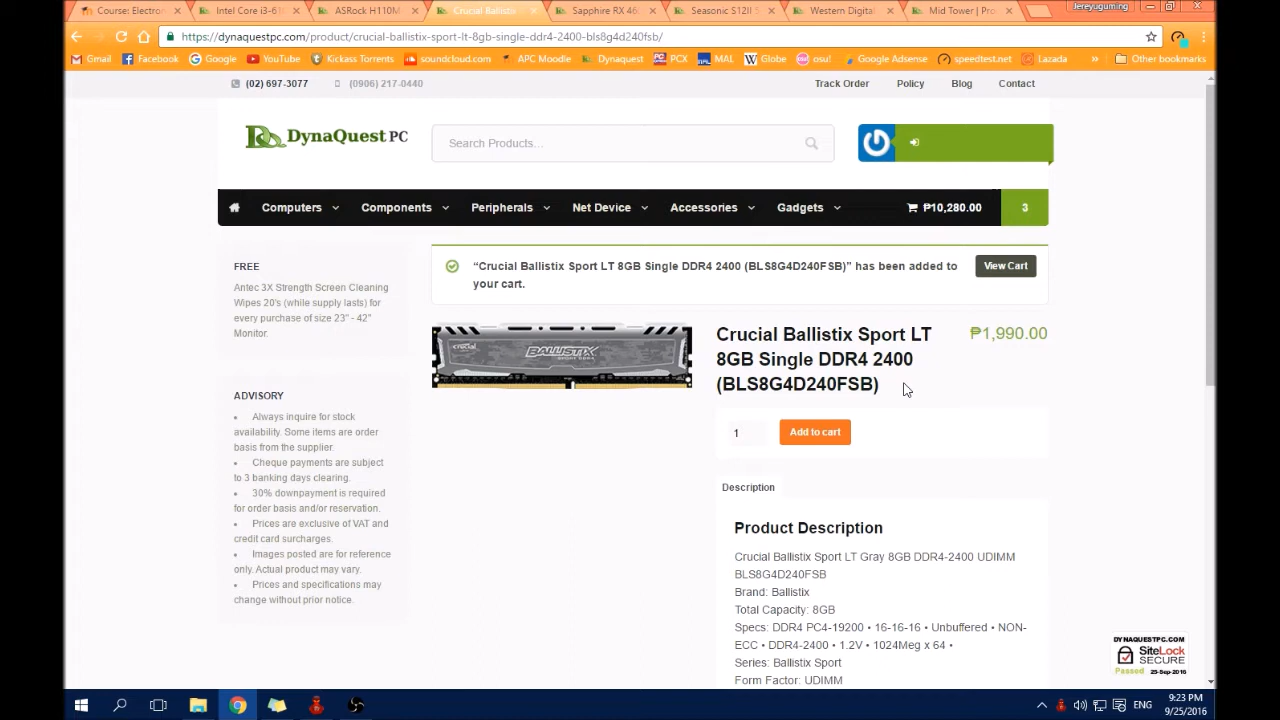 Course: Electron
Intel Core i3-61
ASRock H110M
Crucial Ballistix
Sapphire RX 460
Seasonic S12II 5
Western Digital
Mid Tower | Pro
Jereyuguming
https://dynaquestpc.com/product/crucial-ballistix-sport-lt-8gb-single-ddr4-2400-bls8g4d240fsb/
Gmail Facebook Google YouTube Kickass Torrents soundcloud.com APC Moodle Dynaquest PCX MAL Globe osu! Google Adsense speedtest.net Lazada » Other bookmarks
(02) 697-3077 (0906) 217-0440 Track Order Policy Blog Contact
DynaQuest PC
Search Products...
Computers Components Peripherals Net Device Accessories Gadgets ₱10,280.00 3
FREE
Antec 3X Strength Screen Cleaning
Wipes 20's (while supply lasts) for
every purchase of size 23" - 42"
Monitor.
ADVISORY
• Always inquire for stock
availability. Some items are order
basis from the supplier.
• Cheque payments are subject
to 3 banking days clearing.
• 30% downpayment is required
for order basis and/or reservation.
• Prices are exclusive of VAT and
credit card surcharges.
• Images posted are for reference
only. Actual product may vary.
• Prices and specifications may
change without prior notice.
“Crucial Ballistix Sport LT 8GB Single DDR4 2400 (BLS8G4D240FSB)” has been added to
your cart.
View Cart
crucial
BALLISTIX
Crucial Ballistix Sport LT
8GB Single DDR4 2400
(BLS8G4D240FSB)
₱1,990.00
1
Add to cart
Description
Product Description
Crucial Ballistix Sport LT Gray 8GB DDR4-2400 UDIMM
BLS8G4D240FSB
Brand: Ballistix
Total Capacity: 8GB
Specs: DDR4 PC4-19200 • 16-16-16 • Unbuffered • NON-
ECC • DDR4-2400 • 1.2V • 1024Meg x 64 •
Series: Ballistix Sport
Form Factor: UDIMM
DYNAQUESTPC.COM
SiteLock
SECURE
Passed 25-Sep-2016
ENG
9:23 PM
9/25/2016